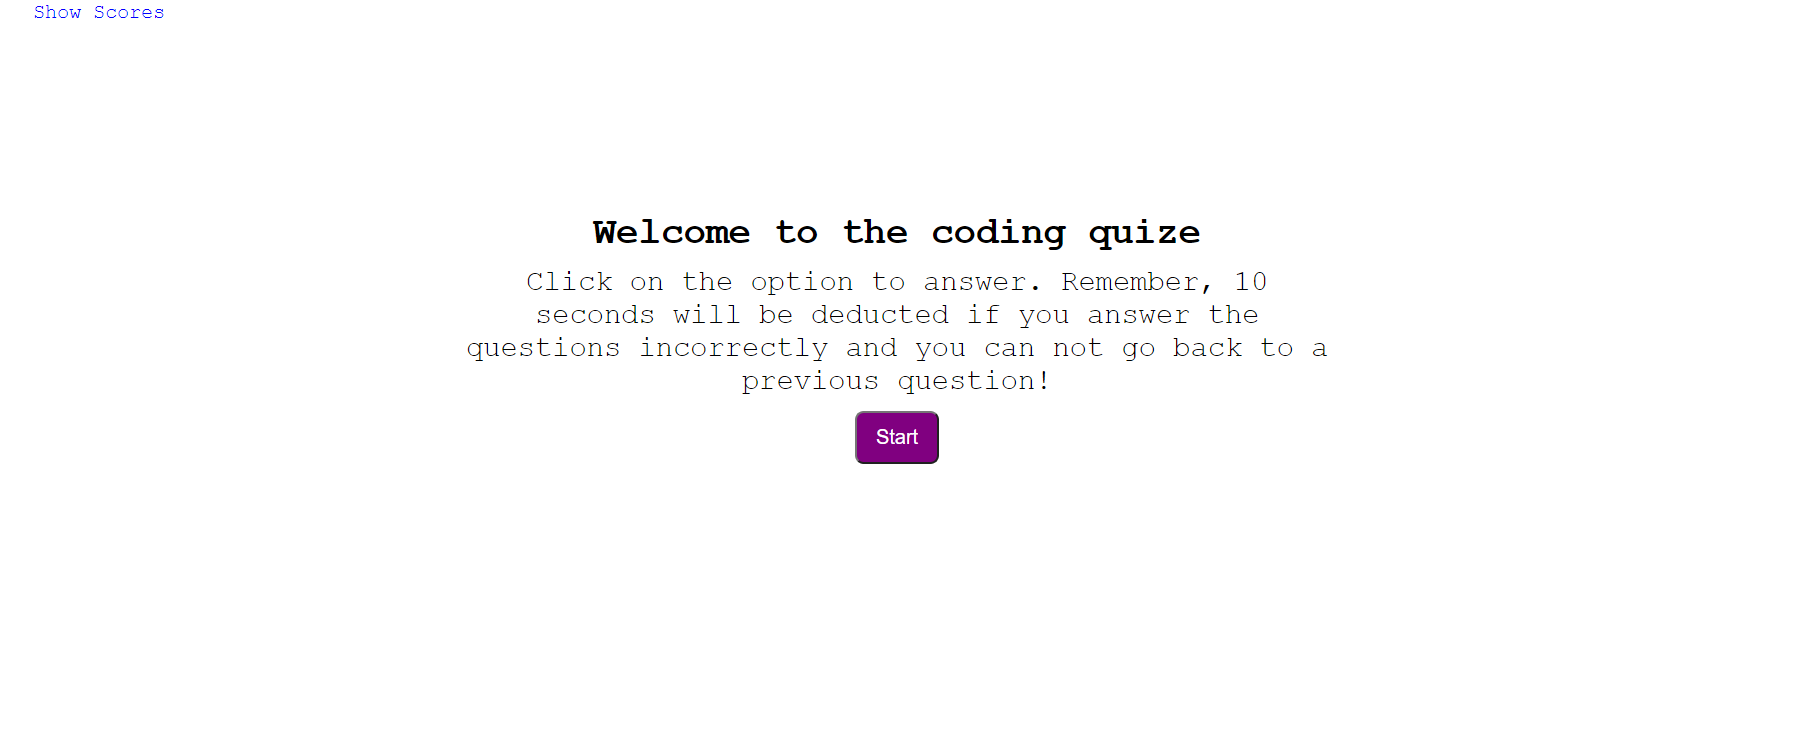 Show Scores
Welcome to the coding quize
Click on the option to answer. Remember, 10
seconds will be deducted if you answer the
questions incorrectly and you can not go back to a
previous question!
Start